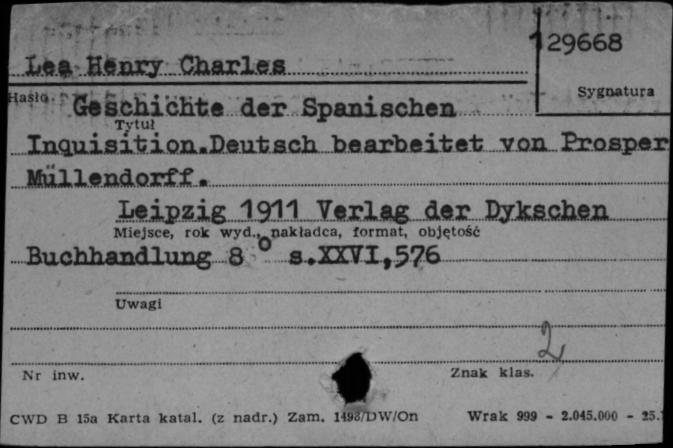 129668
Lea Henry Charles
Hasło
Sygnatura
Geschichte der Spanischen
Tytuł
Inquisition.Deutsch bearbeitet von Prosper
Müllendorff.
Leipzig 1911 Verlag der Dykschen
Miejsce, rok wyd., nakładca, format, objętość
Buchhandlung 8° s.XXVI,576
Uwagi
2
Nr inw.
Znak klas.
CWD B 15a Karta katal. (z nadr.) Zam. 1498/DW/On Wrak 999 - 2.045.000 - 25.